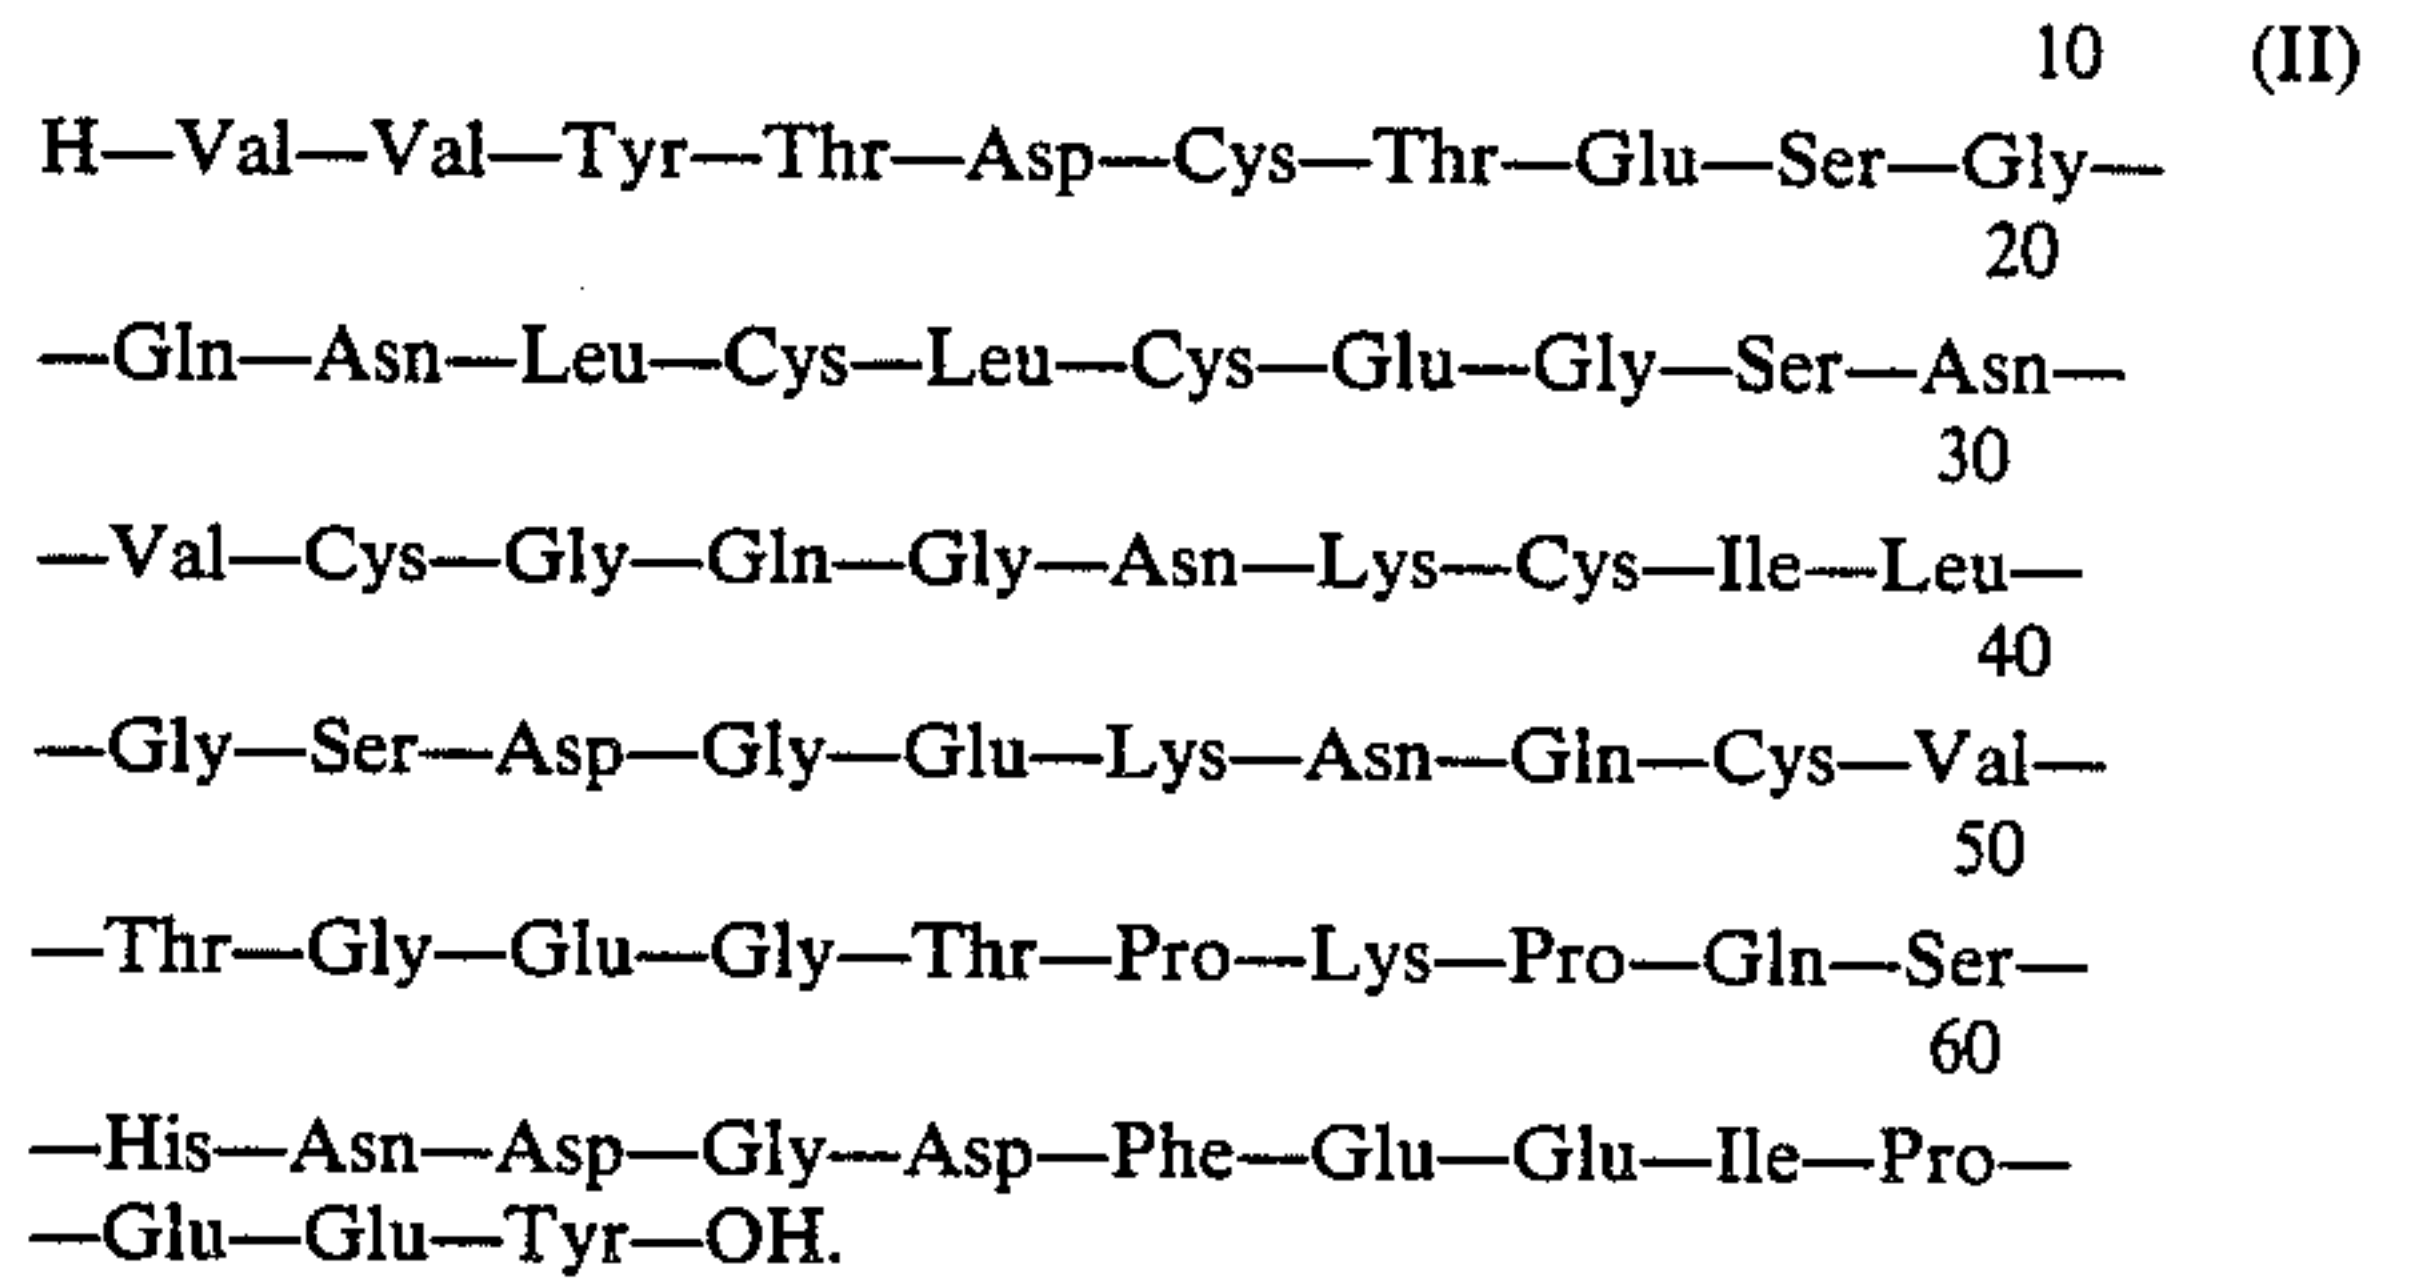 10 (II)
H—Val—Val—Tyr—Thr—Asp—Cys—Thr—Glu—Ser—Gly—
20
—Gln—Asn—Leu—Cys—Leu—Cys—Glu—Gly—Ser—Asn—
30
—Val—Cys—Gly—Gln—Gly—Asn—Lys—Cys—Ile—Leu—
40
—Gly—Ser—Asp—Gly—Glu—Lys—Asn—Gln—Cys—Val—
50
—Thr—Gly—Glu—Gly—Thr—Pro—Lys—Pro—Gln—Ser—
60
—His—Asn—Asp—Gly—Asp—Phe—Glu—Glu—Ile—Pro—
—Glu—Glu—Tyr—OH.